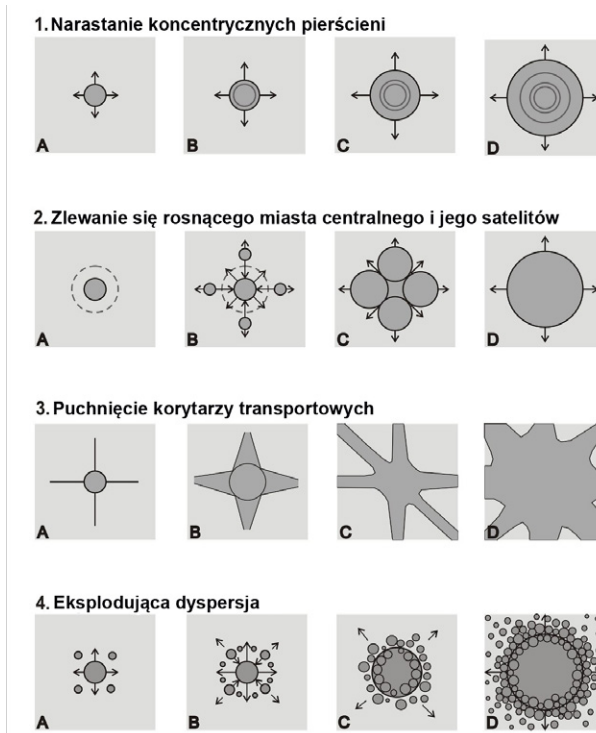 1. Narastanie koncentrycznych pierścieni
A B C D
2. Zlewanie się rosnącego miasta centralnego i jego satelitów
A B C D
3. Puchnięcie korytarzy transportowych
A B C D
4. Eksplodująca dyspersja
A B C D